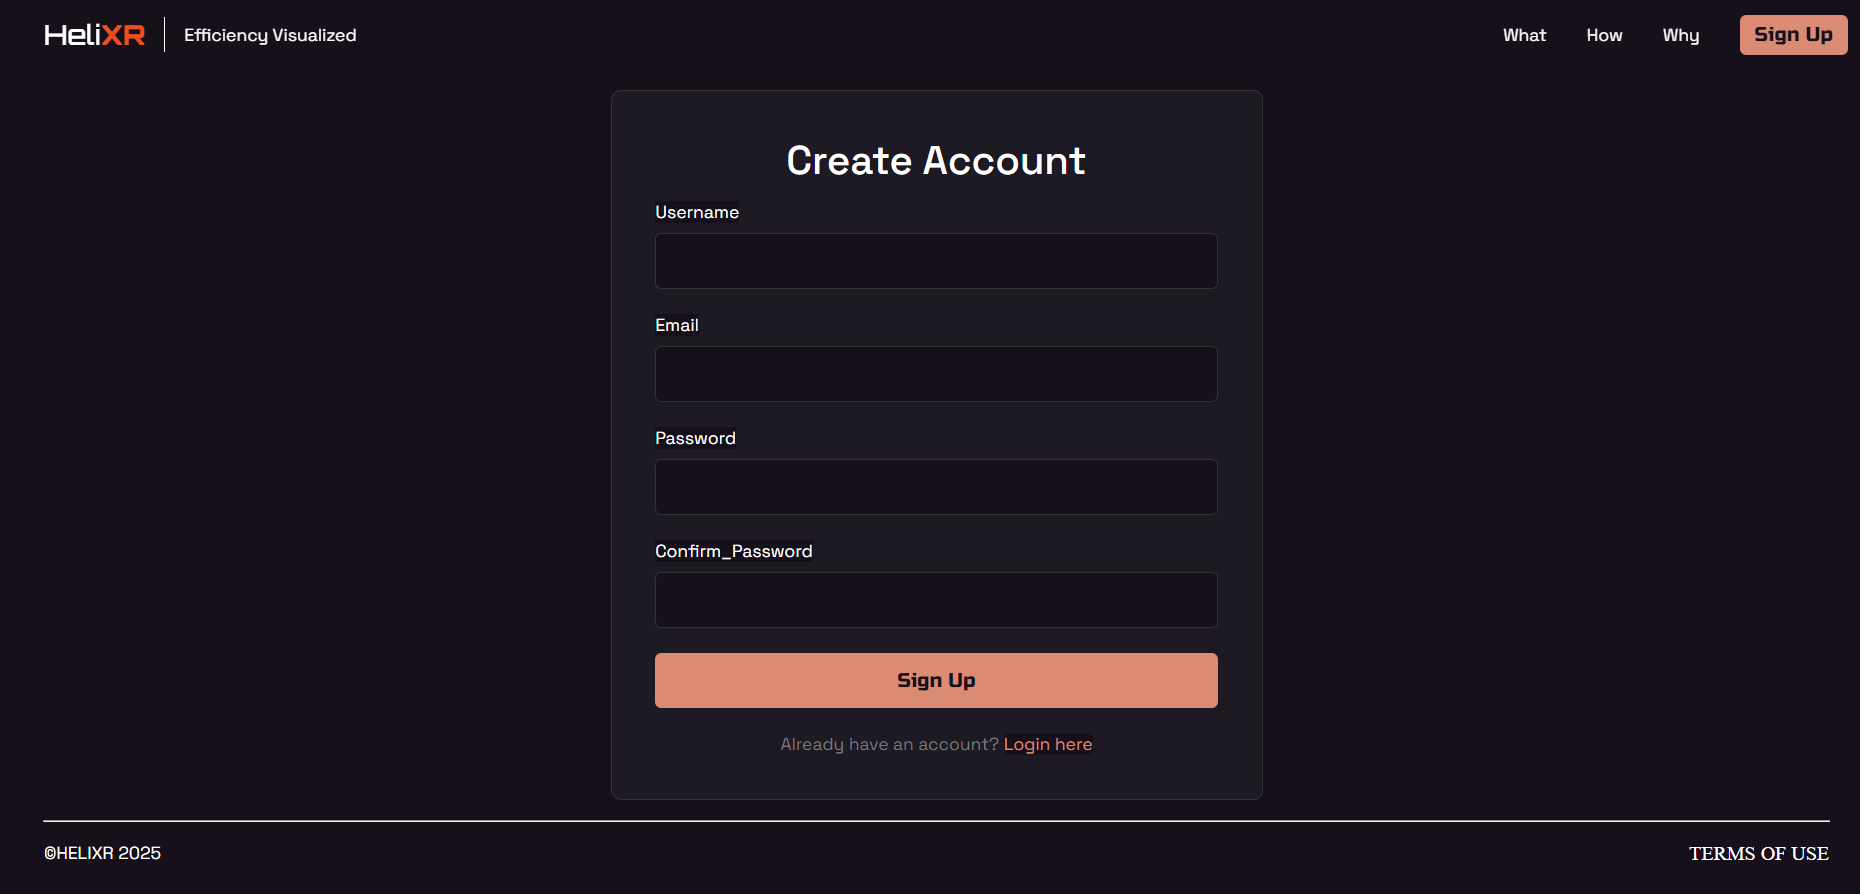 HeliXR
Efficiency Visualized
What
How
Why
Sign Up
Create Account
Username
Email
Password
Confirm_Password
Sign Up
Already have an account? Login here
©HELIXR 2025
TERMS OF USE